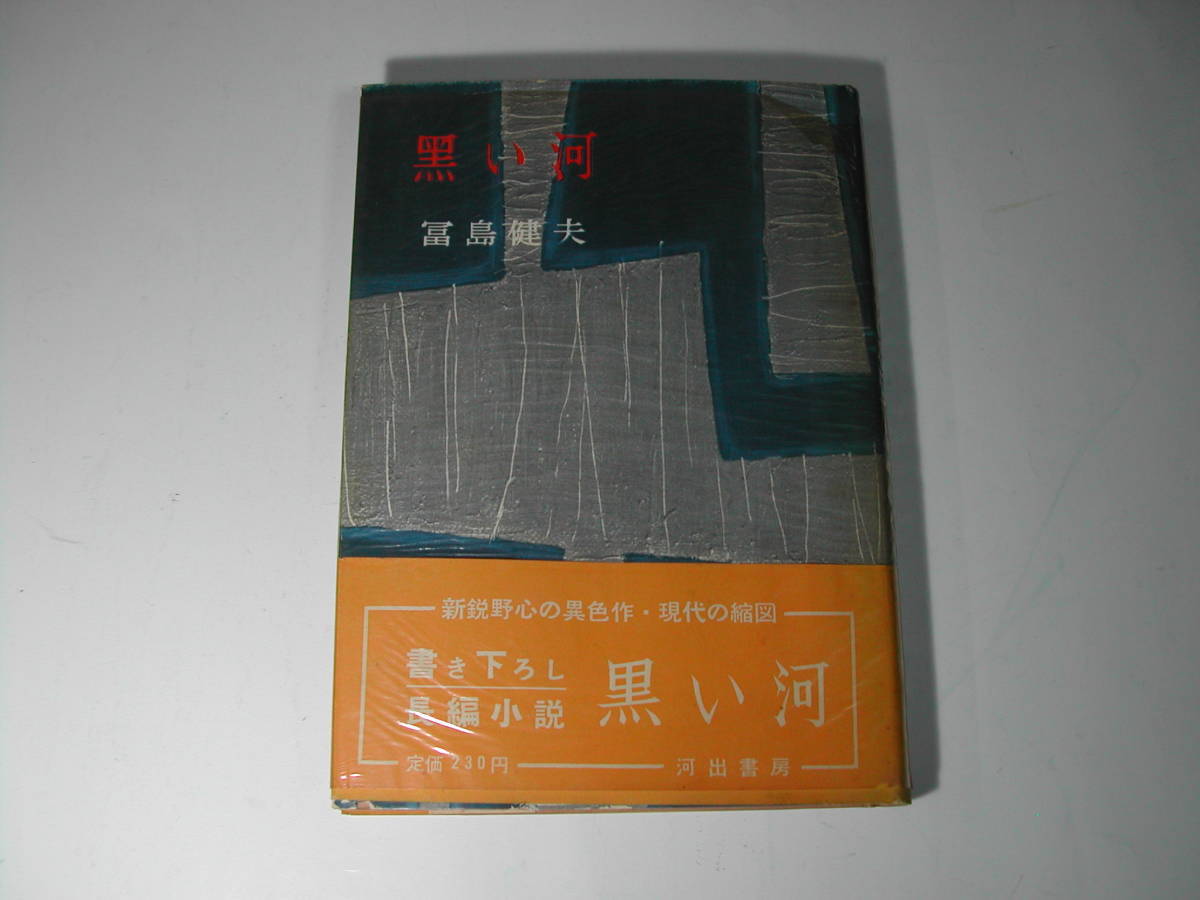 黑い河
冨島健夫
新鋭野心の異色作・現代の縮図
書き下ろし
長編小説
黒い河
定価230円
河出書房